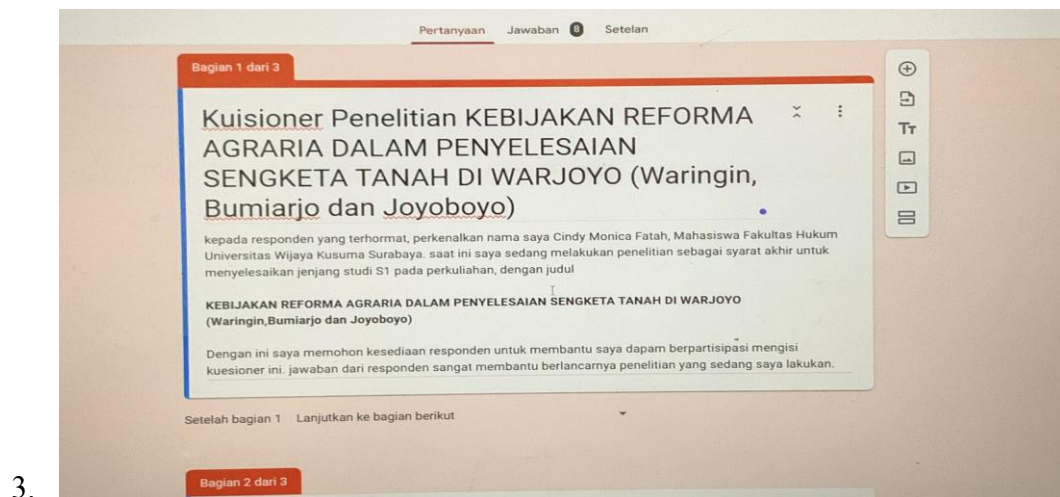 Pertanyaan Jawaban 8 Setelan
Bagian 1 dari 3
Kuisioner Penelitian KEBIJAKAN REFORMA
AGRARIA DALAM PENYELESAIAN
SENGKETA TANAH DI WARJOYO (Waringin,
Bumiarjo dan Joyoboyo)
Tт
kepada responden yang terhormat, perkenalkan nama saya Cindy Monica Fatah, Mahasiswa Fakultas Hukum
Universitas Wijaya Kusuma Surabaya. saat ini saya sedang melakukan penelitian sebagai syarat akhir untuk
menyelesaikan jenjang studi S1 pada perkuliahan, dengan judul
KEBIJAKAN REFORMA AGRARIA DALAM PENYELESAIAN SENGKETA TANAH DI WARJOYO
(Waringin,Bumiarjo dan Joyoboyo)
Dengan ini saya memohon kesediaan responden untuk membantu saya dapam berpartisipasi mengisi
kuesioner ini. jawaban dari responden sangat membantu berlancarnya penelitian yang sedang saya lakukan.
Setelah bagian 1 Lanjutkan ke bagian berikut
Bagian 2 dari 3
3.